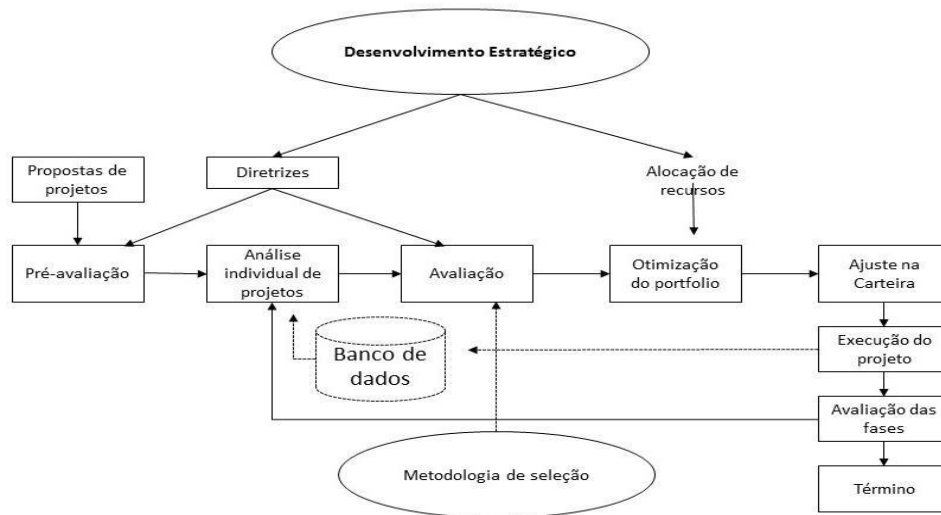 Desenvolvimento Estratégico
Propostas de
projetos
Diretrizes
Alocação de
recursos
Pré-avaliação
Análise
individual de
projetos
Avaliação
Otimização
do portfolio
Ajuste na
Carteira
Banco de
dados
Execução do
projeto
Avaliação das
fases
Metodologia de seleção
Término